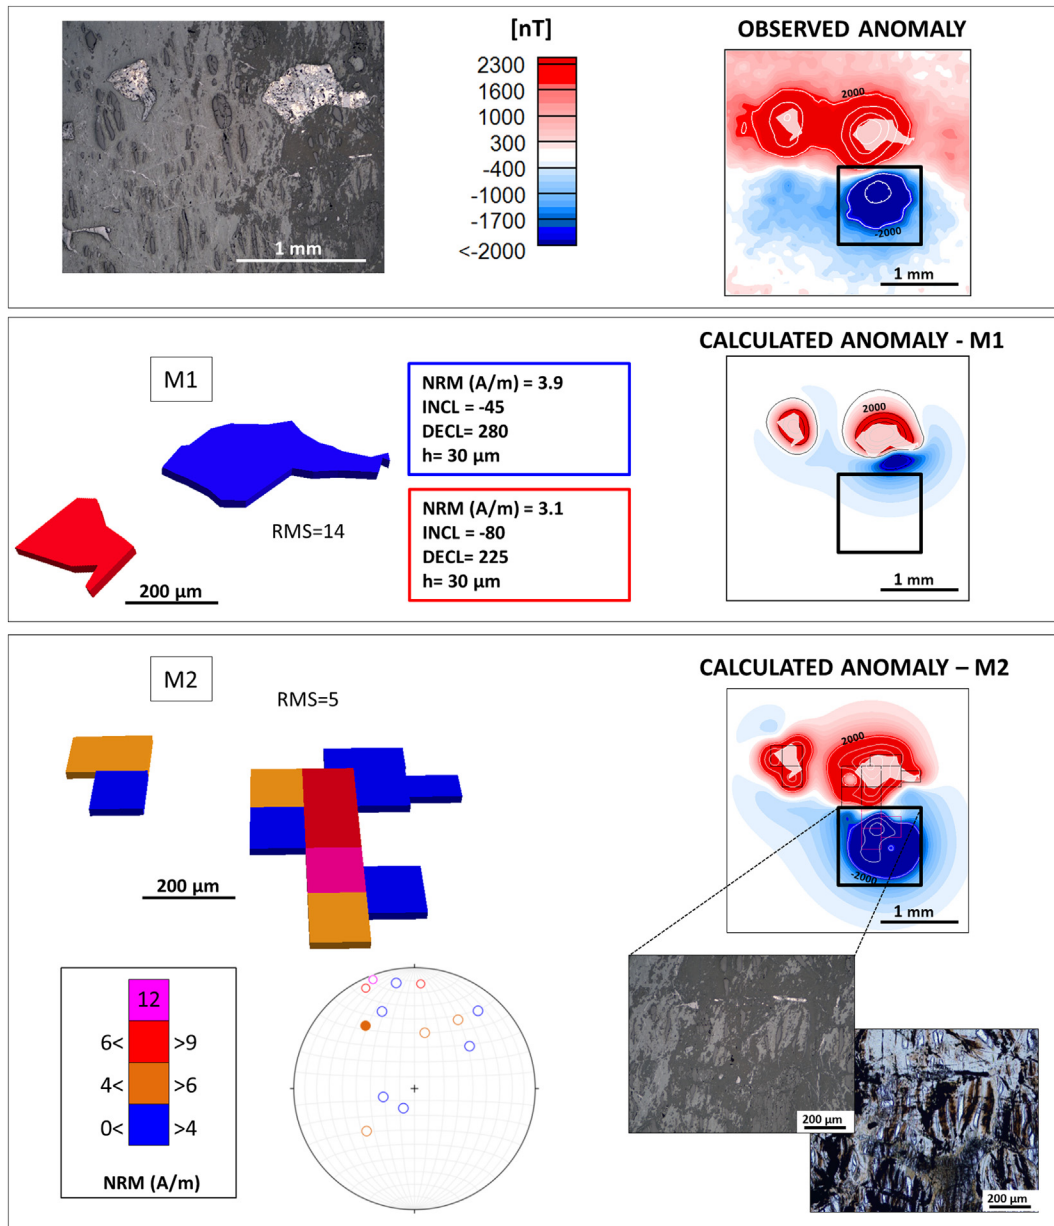 [nT]
OBSERVED ANOMALY
2300
1600
1000
300
-400
-1000
-1700
<-2000
1 mm
2000
-2000
1 mm
CALCULATED ANOMALY - M1
M1
NRM (A/m) = 3.9
INCL = -45
DECL= 280
h= 30 µm
NRM (A/m) = 3.1
INCL = -80
DECL= 225
h= 30 µm
RMS=14
200 µm
2000
1 mm
CALCULATED ANOMALY – M2
M2
RMS=5
200 µm
2000
-2000
1 mm
12
6< >9
4< >6
0< >4
NRM (A/m)
200 µm
200 µm